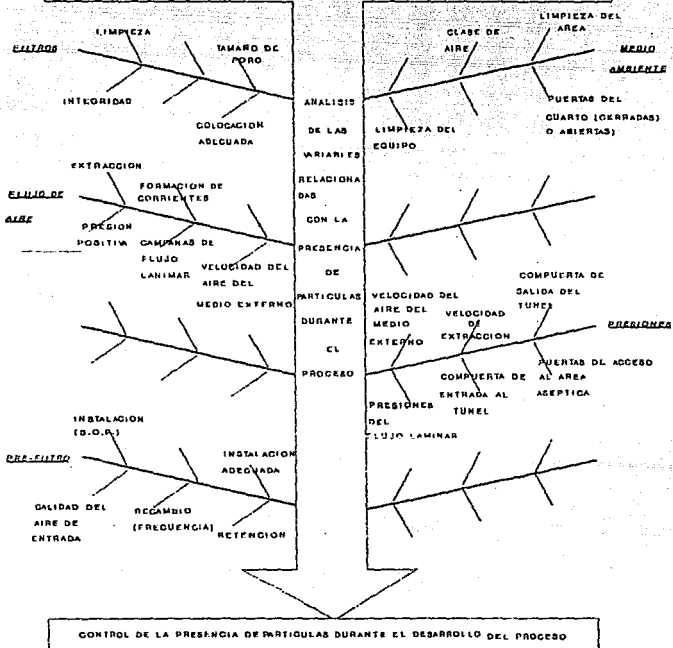 FILTROS
LIMPIEZA
TAMAÑO DE
PORO
INTEGRIDAD
COLOCACION
ADECUADA
CLASE DE
AIRE
LIMPIEZA DEL
AREA
MEDIO
AMBIENTE
LIMPIEZA DEL
EQUIPO
PUERTAS DEL
CUARTO (CERRADAS)
O ABIERTAS)
ANALISIS
DE LAS
VARIABLES
RELACIONA
DAS
CON LA
PRESENCIA
DE
PARTICULAS
DURANTE
EL
PROCESO
EXTRACCION
FORMACION DE
CORRIENTES
FLUJO DE
AIRE
PRESION
POSITIVA
CAMPANAS DE
FLUJO
LANIMAR
VELOCIDAD DEL
AIRE DEL
MEDIO EXTERNO
VELOCIDAD DEL
AIRE DEL
MEDIO
EXTERNO
VELOCIDAD
DE
EXTRACCION
COMPUERTA DE
SALIDA DEL
TUNEL
PRESIONES
PRESIONES
DEL
FLUJO LAMINAR
COMPUERTA DE
ENTRADA AL
TUNEL
PUERTAS DE ACCESO
AL AREA
ASEPTICA
INSTALACION
(S.O.P.)
INSTALACION
ADECUADA
PRE-FILTRO
CALIDAD DEL
AIRE DE
ENTRADA
RECAMBIO
(FRECUENCIA)
RETENCION
CONTROL DE LA PRESENCIA DE PARTICULAS DURANTE EL DESARROLLO DEL PROCESO